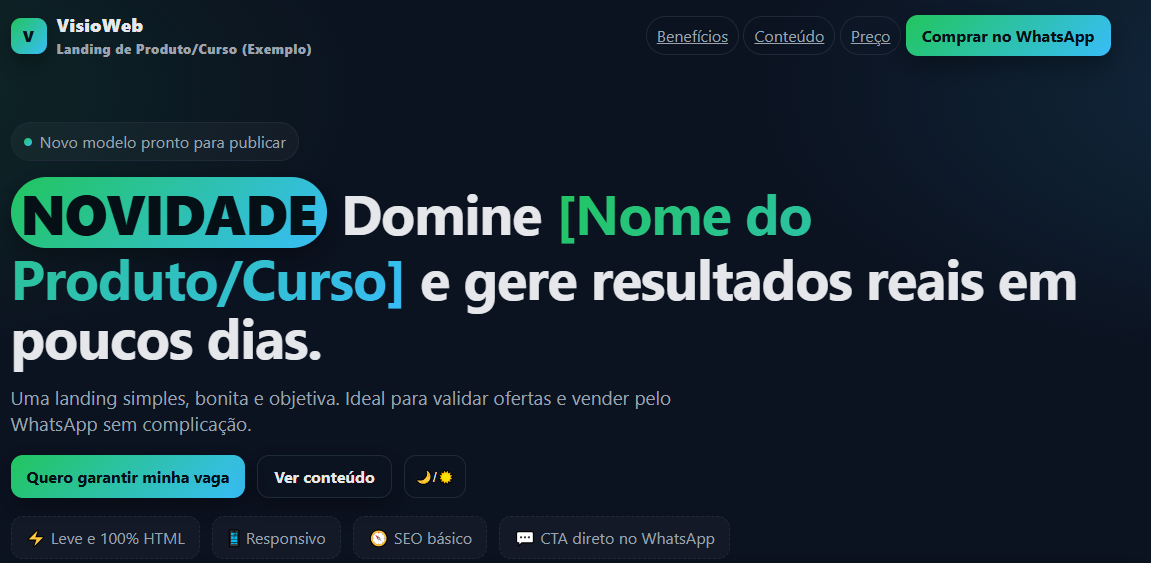 V
VisioWeb
Landing de Produto/Curso (Exemplo)
Benefícios
Conteúdo
Preço
Comprar no WhatsApp
Novo modelo pronto para publicar
NOVIDADE Domine [Nome do
Produto/Curso] e gere resultados reais em
poucos dias.
Uma landing simples, bonita e objetiva. Ideal para validar ofertas e vender pelo
WhatsApp sem complicação.
Quero garantir minha vaga
Ver conteúdo
🌙/☀️
⚡ Leve e 100% HTML
📱 Responsivo
🧭 SEO básico
💬 CTA direto no WhatsApp